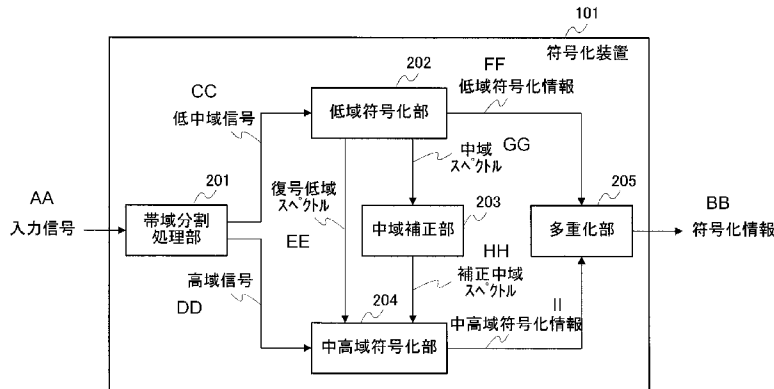 101
符号化装置
202
FF
CC
低域符号化部
低域符号化情報
低中域信号
中域
スペクトル
GG
AA
201
復号低域
スペクトル
203
205
BB
入力信号
帯域分割
処理部
中域補正部
多重化部
符号化情報
EE
HH
高域信号
補正中域
スペクトル
DD
204
II
中高域符号化部
中高域符号化情報